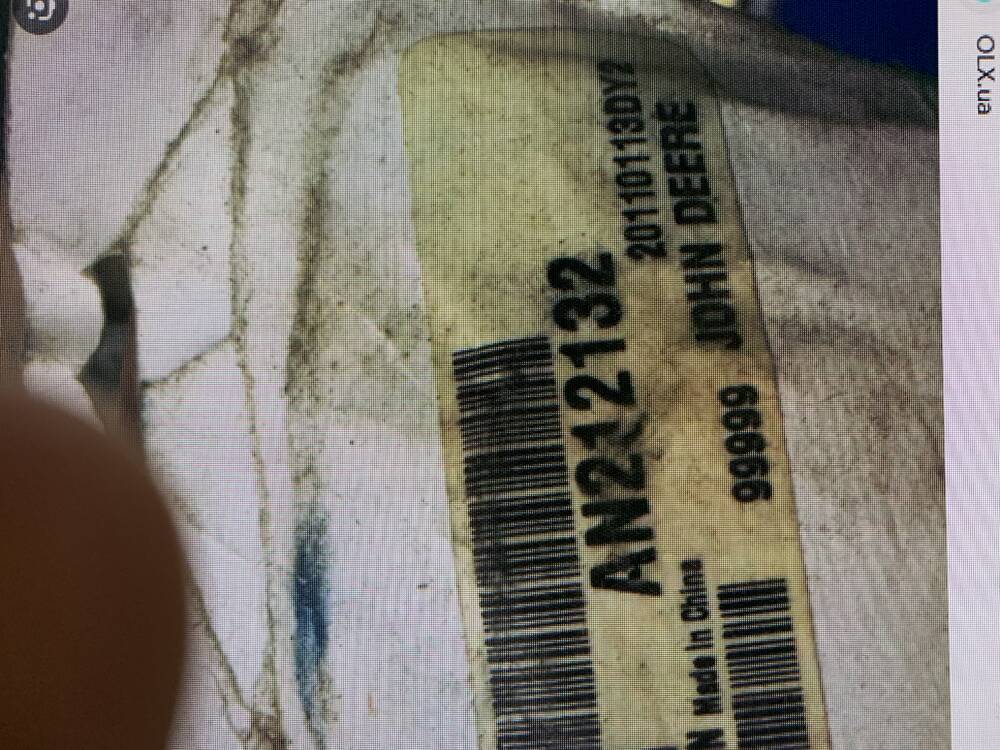 OLX.ua
AN212132
20110113DY2
N Made In China
99999 JOHN DEERE